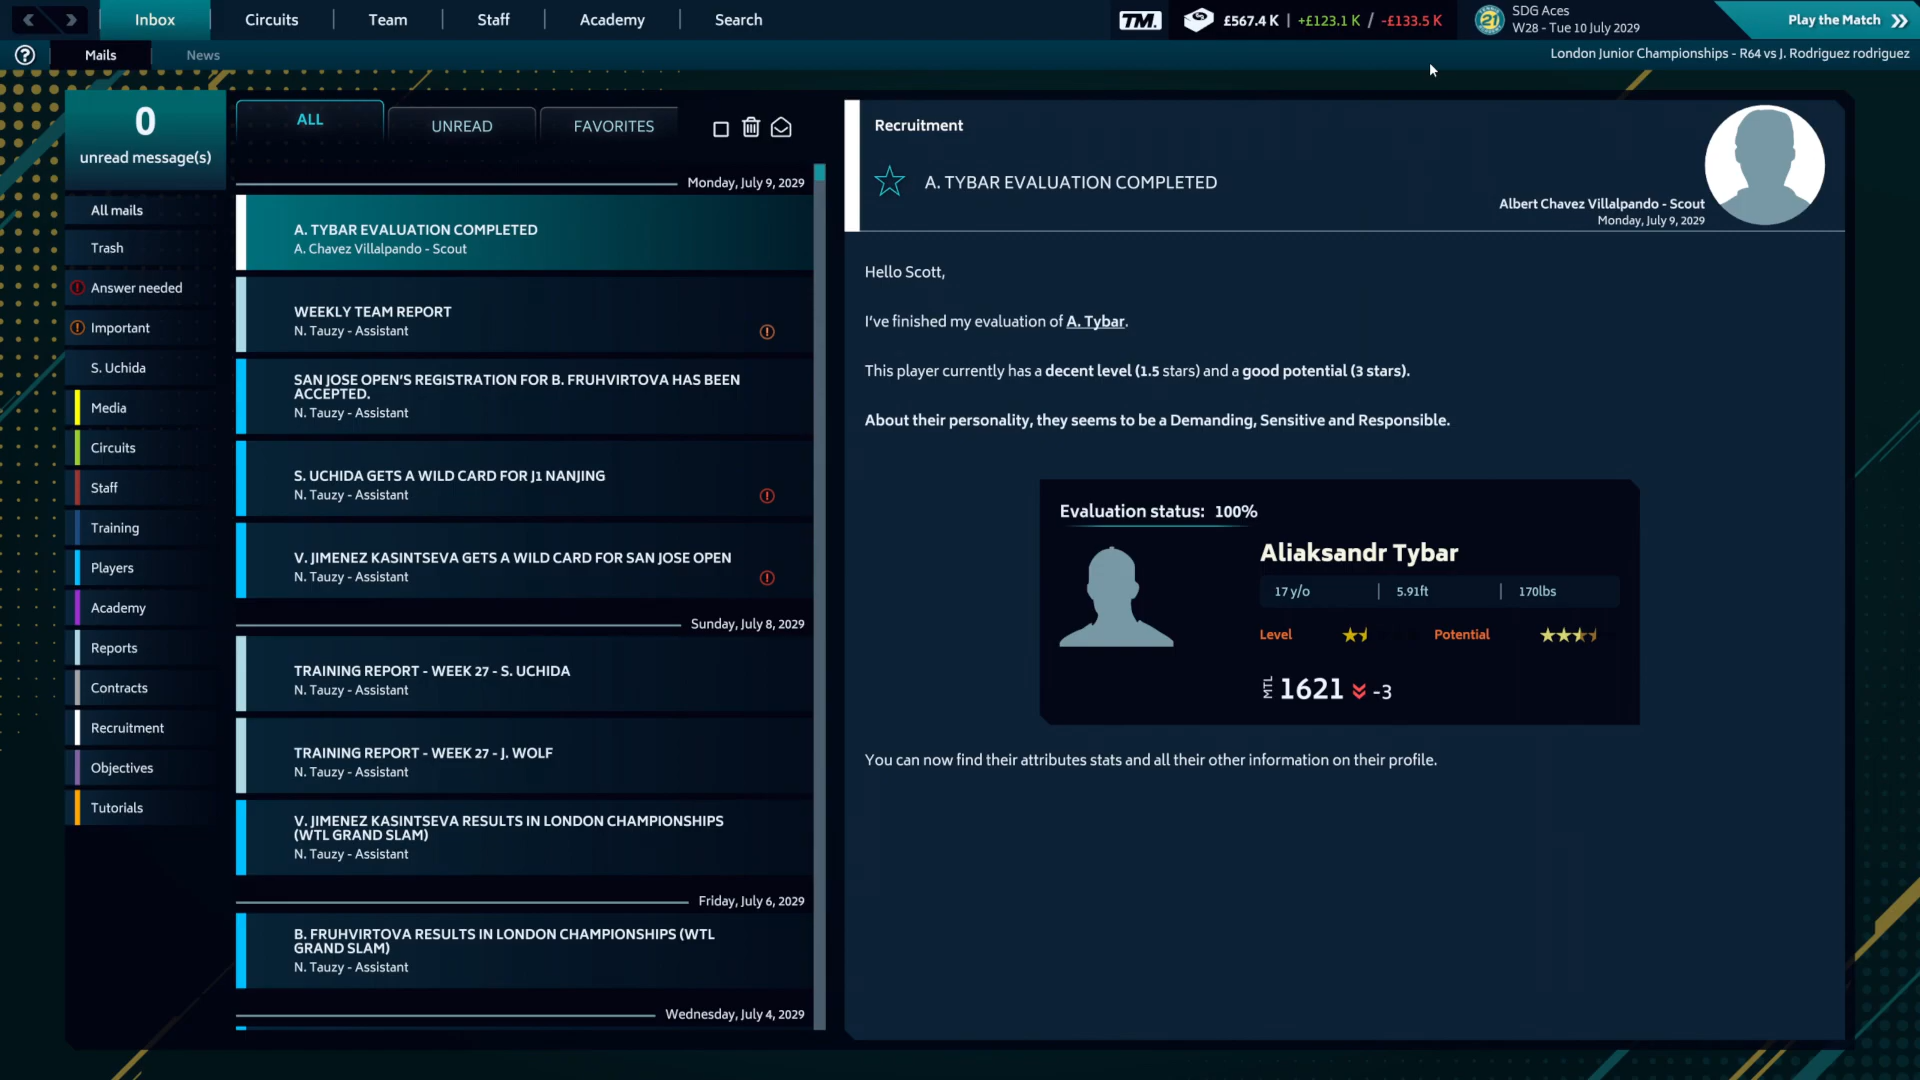 Inbox
Circuits
Team
Staff
Academy
Search
TM.
£567.4 K | +£123.1 K / -£133.5 K
21
SDG Aces
W28 - Tue 10 July 2029
Play the Match
Mails
News
London Junior Championships - R64 vs J. Rodriguez rodriguez
0
unread message(s)
All mails
Trash
Answer needed
Important
S. Uchida
Media
Circuits
Staff
Training
Players
Academy
Reports
Contracts
Recruitment
Objectives
Tutorials
ALL
UNREAD
FAVORITES
Monday, July 9, 2029
A. TYBAR EVALUATION COMPLETED
A. Chavez Villalpando - Scout
WEEKLY TEAM REPORT
N. Tauzy - Assistant
SAN JOSE OPEN'S REGISTRATION FOR B. FRUHVIRTOVA HAS BEEN
ACCEPTED.
N. Tauzy - Assistant
S. UCHIDA GETS A WILD CARD FOR J1 NANJING
N. Tauzy - Assistant
V. JIMENEZ KASINTSEVA GETS A WILD CARD FOR SAN JOSE OPEN
N. Tauzy - Assistant
Sunday, July 8, 2029
TRAINING REPORT - WEEK 27 - S. UCHIDA
N. Tauzy - Assistant
TRAINING REPORT - WEEK 27 - J. WOLF
N. Tauzy - Assistant
V. JIMENEZ KASINTSEVA RESULTS IN LONDON CHAMPIONSHIPS
(WTL GRAND SLAM)
N. Tauzy - Assistant
Friday, July 6, 2029
B. FRUHVIRTOVA RESULTS IN LONDON CHAMPIONSHIPS (WTL
GRAND SLAM)
N. Tauzy - Assistant
Wednesday, July 4, 2029
Recruitment
A. TYBAR EVALUATION COMPLETED
Albert Chavez Villalpando - Scout
Monday, July 9, 2029
Hello Scott,
I've finished my evaluation of A. Tybar.
This player currently has a decent level (1.5 stars) and a good potential (3 stars).
About their personality, they seems to be a Demanding, Sensitive and Responsible.
Evaluation status: 100%
Aliaksandr Tybar
17 y/o | 5.91ft | 170lbs
Level
Potential
MTL 1621 -3
You can now find their attributes stats and all their other information on their profile.